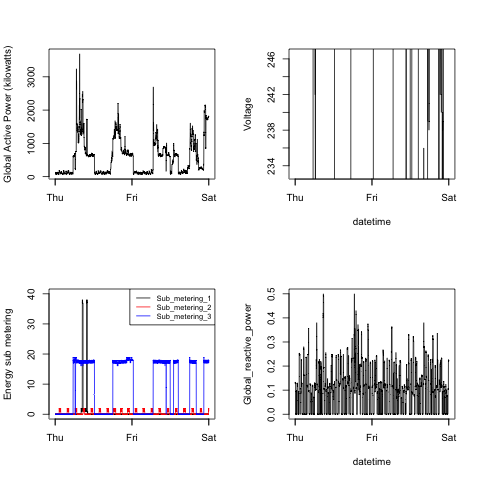 Global Active Power (kilowatts)
0 1000 2000 3000
Thu Fri Sat
Voltage
234 238 242 246
Thu Fri Sat
datetime
Energy sub metering
0 10 20 30 40
Sub_metering_1
Sub_metering_2
Sub_metering_3
Thu Fri Sat
Global_reactive_power
0.0 0.1 0.2 0.3 0.4 0.5
Thu Fri Sat
datetime